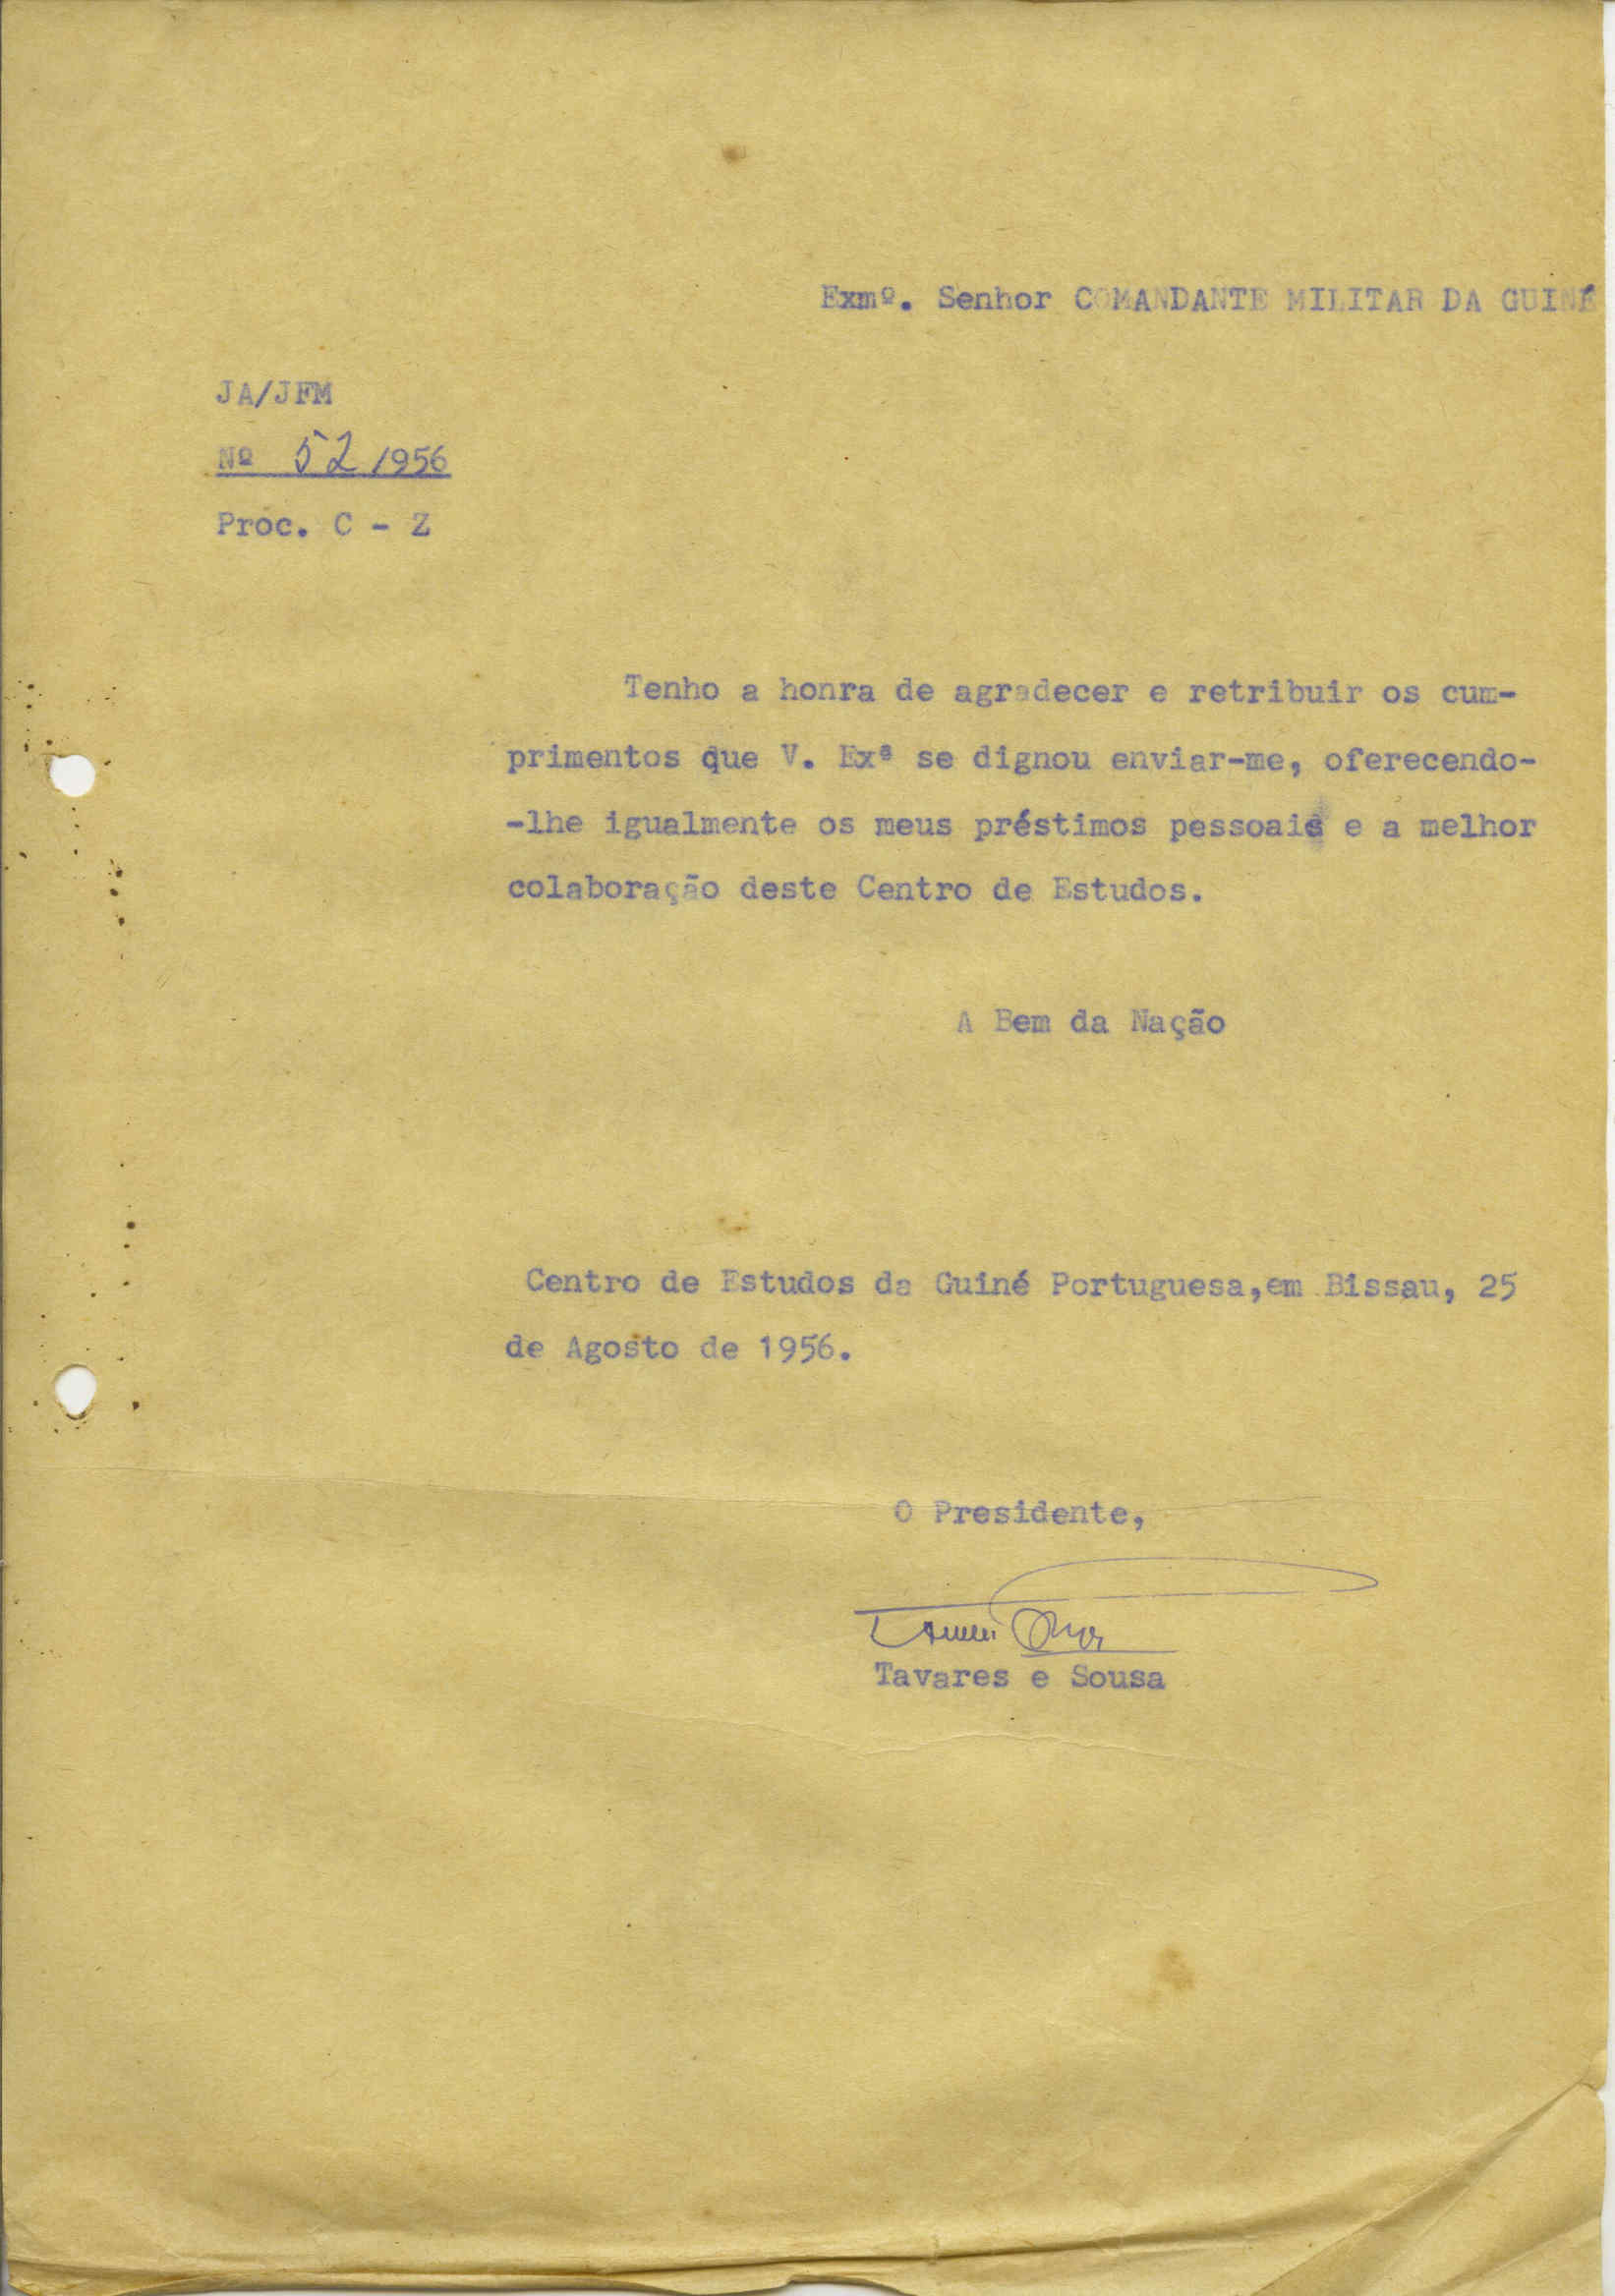 Exmº. Senhor COMANDANTE MILITAR DA GUINÉ
JA/JFM
Nº 52/1956
Proc. C - Z
Tenho a honra de agradecer e retribuir os cum-
primentos que V. Exª se dignou enviar-me, oferecendo-
-lhe igualmente os meus préstimos pessoais e a melhor
colaboração deste Centro de Estudos.
A Bem da Nação
Centro de Estudos da Guiné Portuguesa,em Bissau, 25
de Agosto de 1956.
O Presidente,
Tavares e Sousa